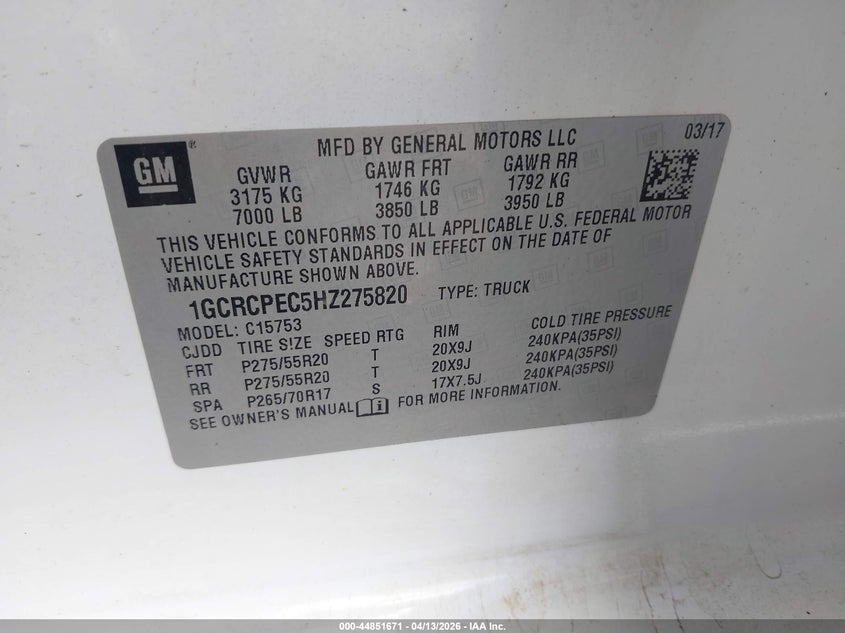 GM
MFD BY GENERAL MOTORS LLC
03/17
GVWR GAWR FRT GAWR RR
3175 KG 1746 KG 1792 KG
7000 LB 3850 LB 3950 LB
THIS VEHICLE CONFORMS TO ALL APPLICABLE U.S. FEDERAL MOTOR
VEHICLE SAFETY STANDARDS IN EFFECT ON THE DATE OF
MANUFACTURE SHOWN ABOVE.
1GCRCPEC5HZ275820 TYPE: TRUCK
MODEL: C15753
CJDD TIRE SIZE SPEED RTG RIM COLD TIRE PRESSURE
FRT P275/55R20 T 20X9J 240KPA(35PSI)
RR P275/55R20 T 20X9J 240KPA(35PSI)
SPA P265/70R17 S 17X7.5J 240KPA(35PSI)
SEE OWNER'S MANUAL FOR MORE INFORMATION.
000-44851671 - 04/13/2026 - IAA Inc.